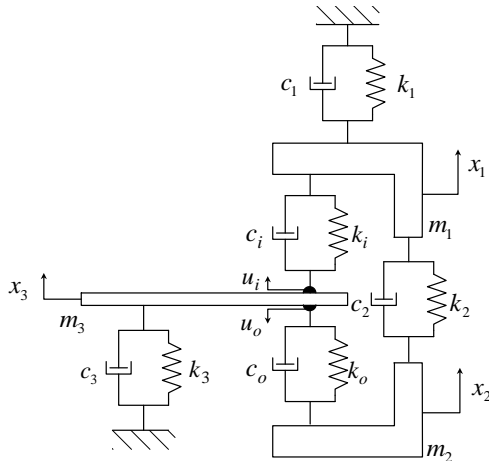 c₁ k₁
x₁
cᵢ kᵢ m₁
uᵢ
x₃ c₂ k₂
m₃ uₒ
c₃ k₃ cₒ kₒ x₂
m₂